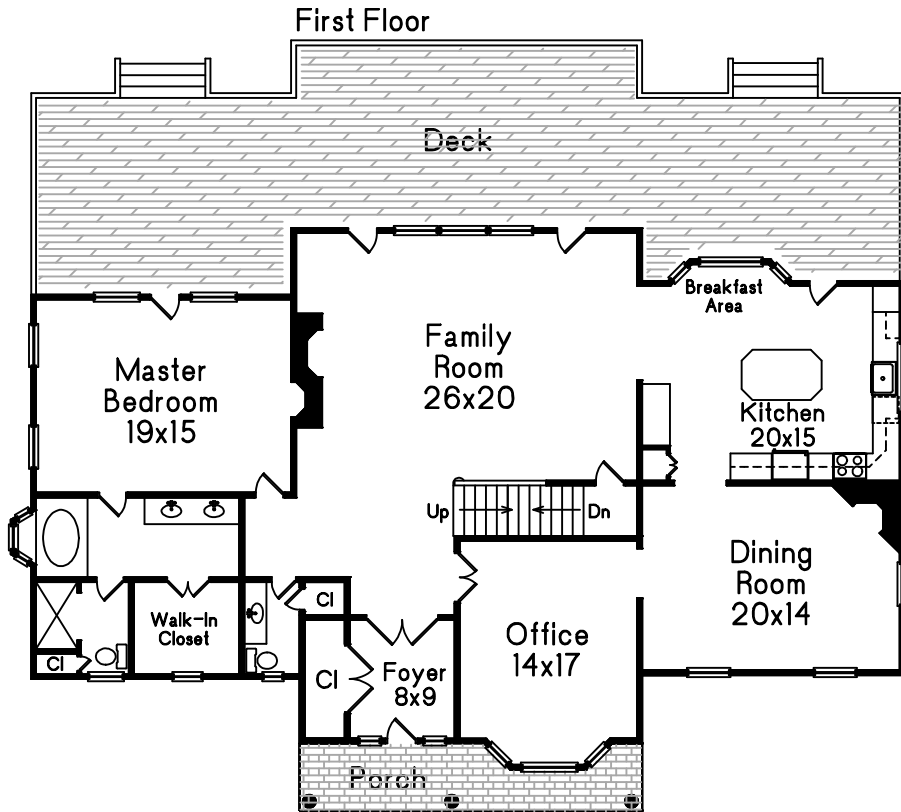 First Floor
Deck
Breakfast
Area
Family
Room
26x20
Master
Bedroom
19x15
Kitchen
20x15
Up
Dn
Dining
Room
20x14
Cl
Walk-In
Closet
Office
14x17
Cl
Cl
Foyer
8x9
Porch